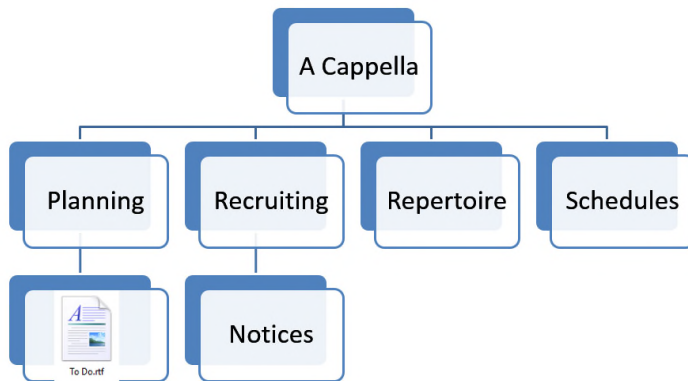 A Cappella
Planning
Recruiting
Repertoire
Schedules
A
To Do.rtf
Notices